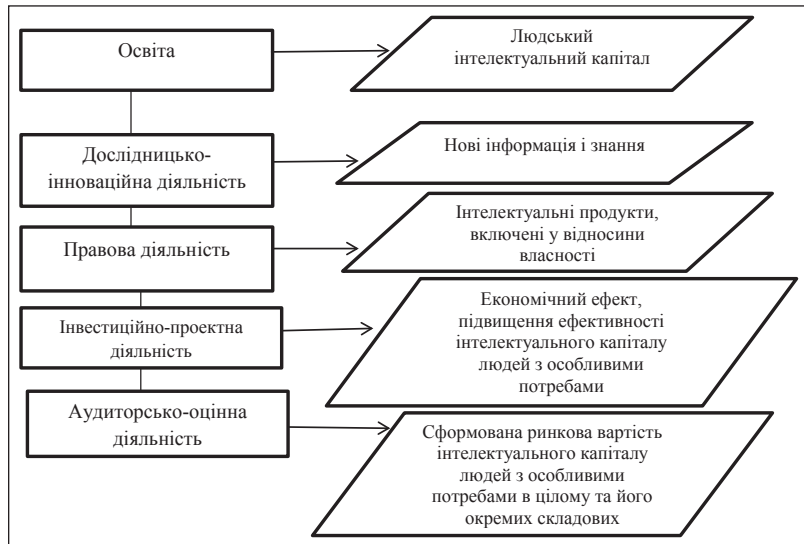 Освіта
Людський
інтелектуальний капітал
Дослідницько-
інноваційна діяльність
Нові інформація і знання
Правова діяльність
Інтелектуальні продукти,
включені у відносини
власності
Інвестиційно-проектна
діяльність
Економічний ефект,
підвищення ефективності
інтелектуального капіталу
людей з особливими
потребами
Аудиторсько-оцінна
діяльність
Сформована ринкова вартість
інтелектуального капіталу
людей з особливими
потребами в цілому та його
окремих складових